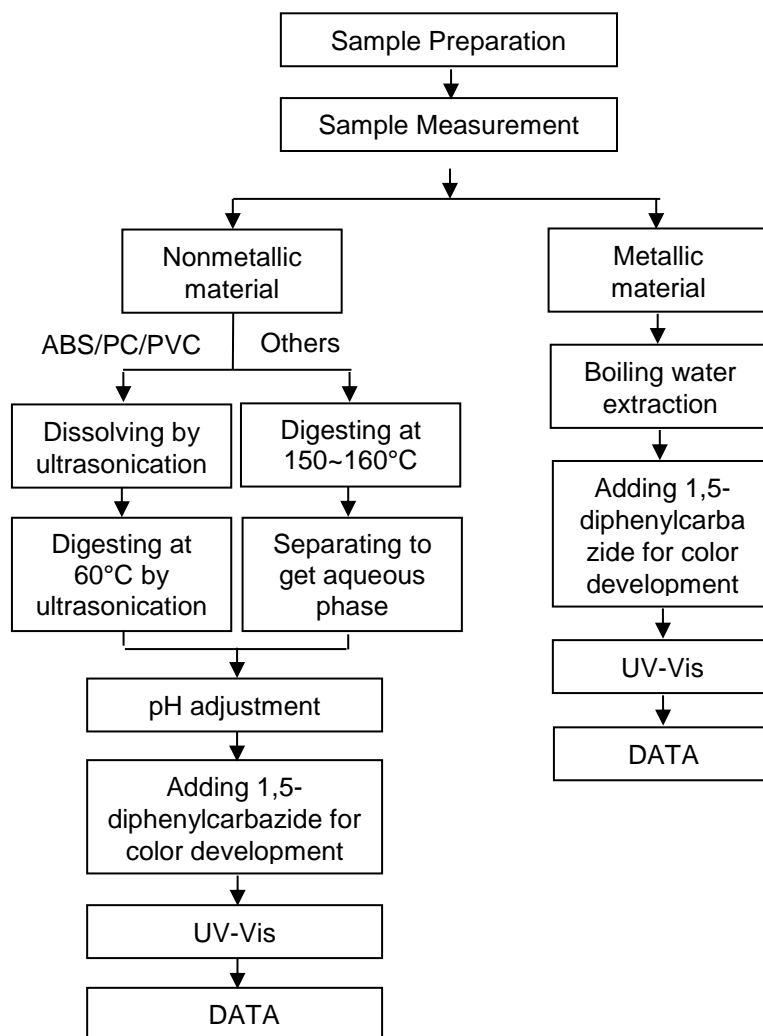 Sample Preparation
Sample Measurement
Nonmetallic
material
ABS/PC/PVC
Others
Dissolving by
ultrasonication
Digesting at
150~160°C
Digesting at
60°C by
ultrasonication
Separating to
get aqueous
phase
pH adjustment
Adding 1,5-
diphenylcarbazide for
color development
UV-Vis
DATA
Metallic
material
Boiling water
extraction
Adding 1,5-
diphenylcarba
zide for color
development
UV-Vis
DATA